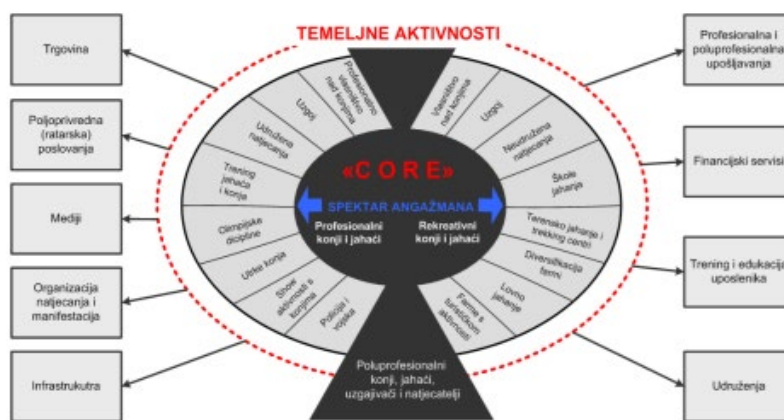 TEMELJNE AKTIVNOSTI
Trgovina
Poljoprivredna
(ratarska)
poslovanja
Mediji
Organizacija
natjecanja i
manifestacija
Infrastrukutra
Profesionalno
vlasništvo
nad konjima
Uzgoj
Udružena
natjecanja
Trening
jahača
i konja
Olimpijske
dicipline
Utrke konja
Show
aktivnosti s
konjima
Policija i
vojska
«C O R E»
SPEKTAR ANGAŽMANA
Profesionalni
konji i jahači
Rekreativni
konji i jahači
Poluprofesionalni
konji, jahači,
uzgajivači i natjecatelji
Vlasništvo
nad konjima
Uzgoj
Neudružena
natjecanja
Škole
jahanja
Terensko jahanje i
trekking centri
Diversifikacija
farmi
Lovno
jahanje
Farme s
turističkom
aktivnosti
Profesionalna i
poluprofesionalna
upošljavanja
Financijski servisi
Trening i edukacija
uposlenika
Udruženja